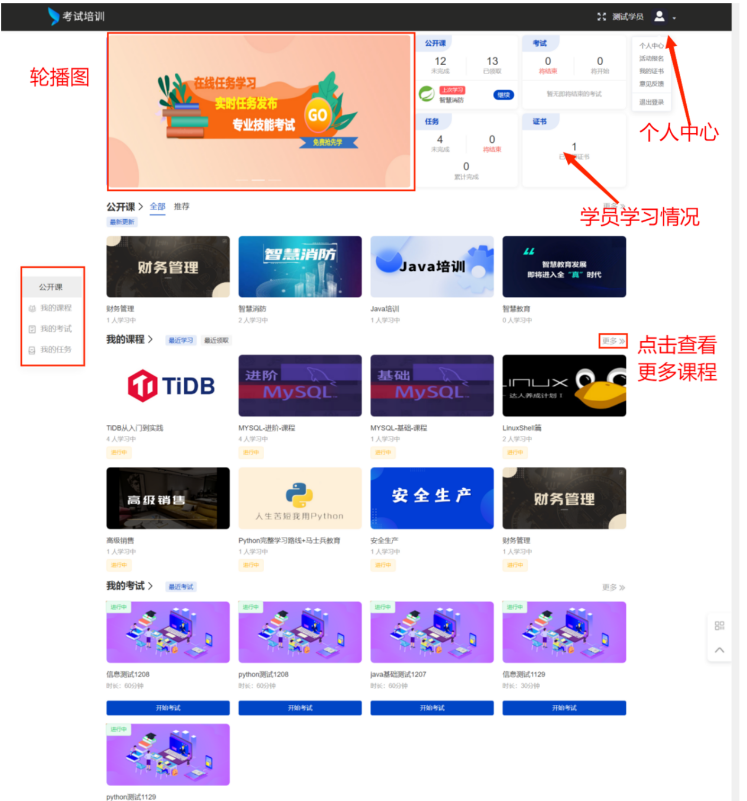 考试培训
测试学员
轮播图
在线任务学习
实时任务发布
专业技能考试
GO
免费抢先学
公开课
12
未完成
13
已领取
上次学习
智慧消防
继续
考试
0
将结束
0
将开始
暂无即将结束的考试
任务
4
未完成
0
将结束
0
累计完成
证书
1
个人中心
活动报名
我的证书
意见反馈
退出登录
个人中心
学员学习情况
公开课
我的课程
我的考试
我的任务
公开课 全部 推荐
最新更新
财务管理
智慧消防
Java培训
智慧教育发展
即将进入全“真”时代
财务管理
智慧消防
Java培训
智慧教育
1 人学习中
2 人学习中
1 人学习中
0 人学习中
我的课程 最近学习 最近领取
更多
点击查看
更多课程
TiDB
进阶
MySQL
基础
MySQL
达人养成计划！
TiDB从入门到实践
MYSQL-进阶-课程
MYSQL-基础-课程
LinuxShell篇
4 人学习中
4 人学习中
1 人学习中
2 人学习中
进行中
进行中
进行中
进行中
高级销售
人生苦短我用Python
安全生产
财务管理
高级销售
Python完整学习路线+马士兵教育
安全生产
财务管理
1 人学习中
1 人学习中
1 人学习中
1 人学习中
进行中
进行中
进行中
进行中
我的考试 最近考试
更多
进行中
进行中
进行中
进行中
信息测试1208
python测试1208
java基础测试1207
信息测试1129
时长：60分钟
时长：60分钟
时长：60分钟
时长：30分钟
开始考试
开始考试
开始考试
开始考试
进行中
python测试1129